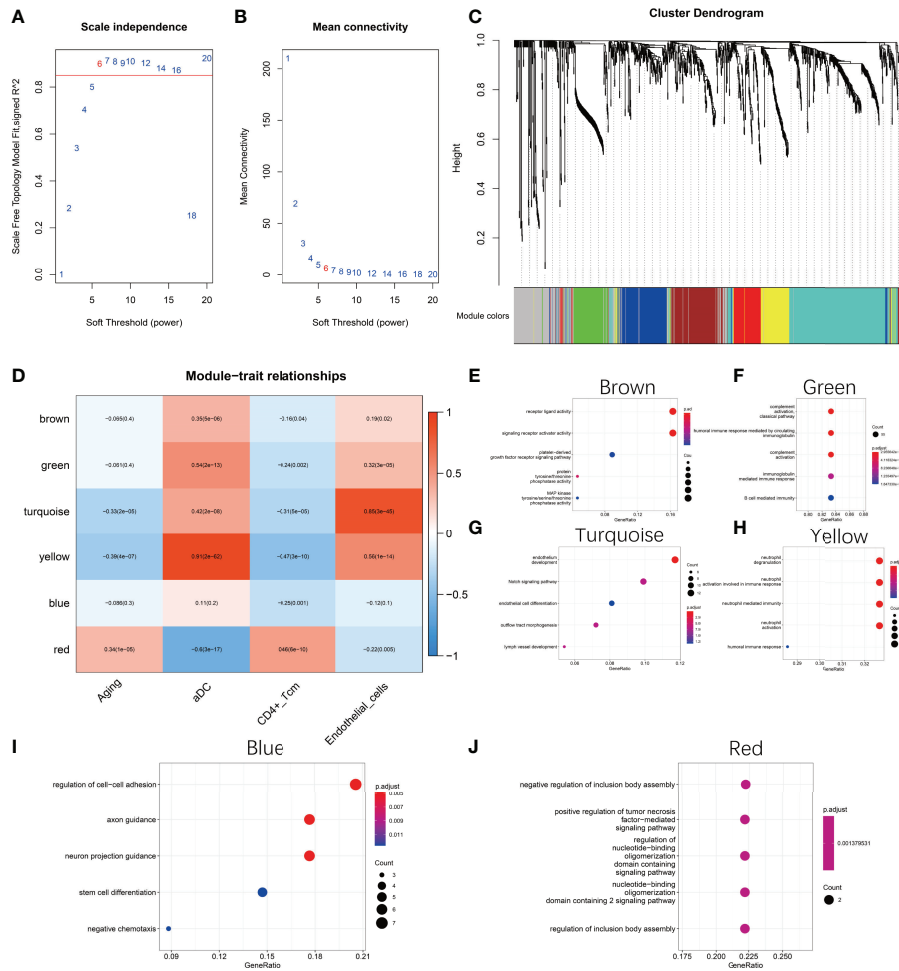 A
Scale independence
Scale Free Topology Model Fit,signed R^2
0.0
0.2
0.4
0.6
0.8
1
2
3
4
5
6
7
8
9
10
12
14
16
18
20
5
10
15
20
Soft Threshold (power)
B
Mean connectivity
Mean Connectivity
0
50
100
150
200
1
2
3
4
5
6
7
8
9
10
12
14
16
18
20
5
10
15
20
Soft Threshold (power)
C
Cluster Dendrogram
Height
1.0
0.8
0.6
0.4
0.2
Module colors
D
Module−trait relationships
brown
−0.065(0.4)
0.35(5e−06)
−0.16(0.04)
0.19(0.02)
green
−0.061(0.4)
0.54(2e−13)
−0.24(0.002)
0.32(3e−05)
turquoise
−0.33(2e−05)
0.42(2e−08)
−0.31(5e−05)
yellow
−0.39(4e−07)
0.91(2e−62)
−0.47(3e−10)
0.56(1e−14)
blue
−0.086(0.3)
0.11(0.2)
−0.25(0.001)
−0.12(0.1)
red
0.34(1e−05)
−0.6(3e−17)
046(6e−10)
−0.22(0.005)
Aging
aDC
CD4+_Tcm
Endothelial_cells
1
0.5
0
−0.5
−1
E
Brown
receptor ligand activity
signaling receptor activator activity
platelet−derived
growth factor receptor signaling pathway
protein
tyrosine/threonine
phosphatase activity
MAP kinase
tyrosine/serine/threonine
phosphatase activity
0.08
0.12
0.16
GeneRatio
p.adj
Cou
F
Green
complement
activation,
classical pathway
humoral immune response mediated by circulating
immunoglobulin
complement
activation
immunoglobulin
mediated immune response
B cell mediated immunity
0.80
0.82
0.84
0.86
0.88
GeneRatio
Count
30
p.adjust
G
Turquoise
endothelium
development
Notch signaling pathway
endothelial cell differentiation
outflow tract morphogenesis
lymph vessel development
0.06
0.08
0.10
0.12
GeneRatio
Count
p.adjust
H
Yellow
neutrophil
degranulation
neutrophil
activation involved in immune response
neutrophil mediated immunity
neutrophil
activation
humoral immune response
0.29
0.30
0.31
0.32
GeneRatio
p.adjust
Count
I
Blue
regulation of cell−cell adhesion
axon guidance
neuron projection guidance
stem cell differentiation
negative chemotaxis
0.09
0.12
0.15
0.18
0.21
GeneRatio
p.adjust
0.007
0.009
0.011
Count
3
4
5
6
7
J
Red
negative regulation of inclusion body assembly
positive regulation of tumor necrosis
factor−mediated
signaling pathway
regulation of
nucleotide−binding
oligomerization
domain containing
signaling pathway
nucleotide−binding
oligomerization
domain containing 2 signaling pathway
regulation of inclusion body assembly
0.175
0.200
0.225
0.250
GeneRatio
p.adjust
0.001379531
Count
2